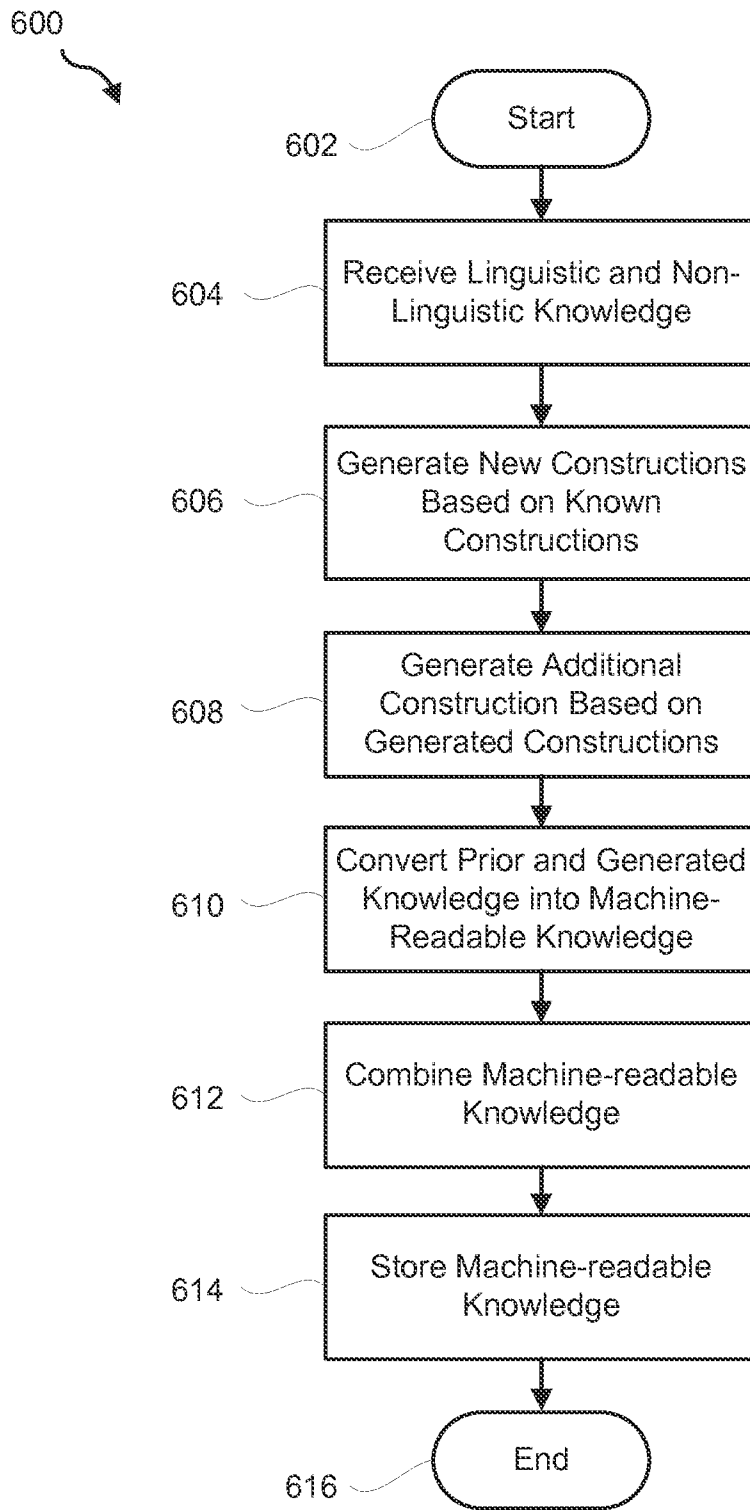 600
Start
602
Receive Linguistic and Non-
Linguistic Knowledge
604
Generate New Constructions
Based on Known
Constructions
606
Generate Additional
Construction Based on
Generated Constructions
608
Convert Prior and Generated
Knowledge into Machine-
Readable Knowledge
610
Combine Machine-readable
Knowledge
612
Store Machine-readable
Knowledge
614
End
616